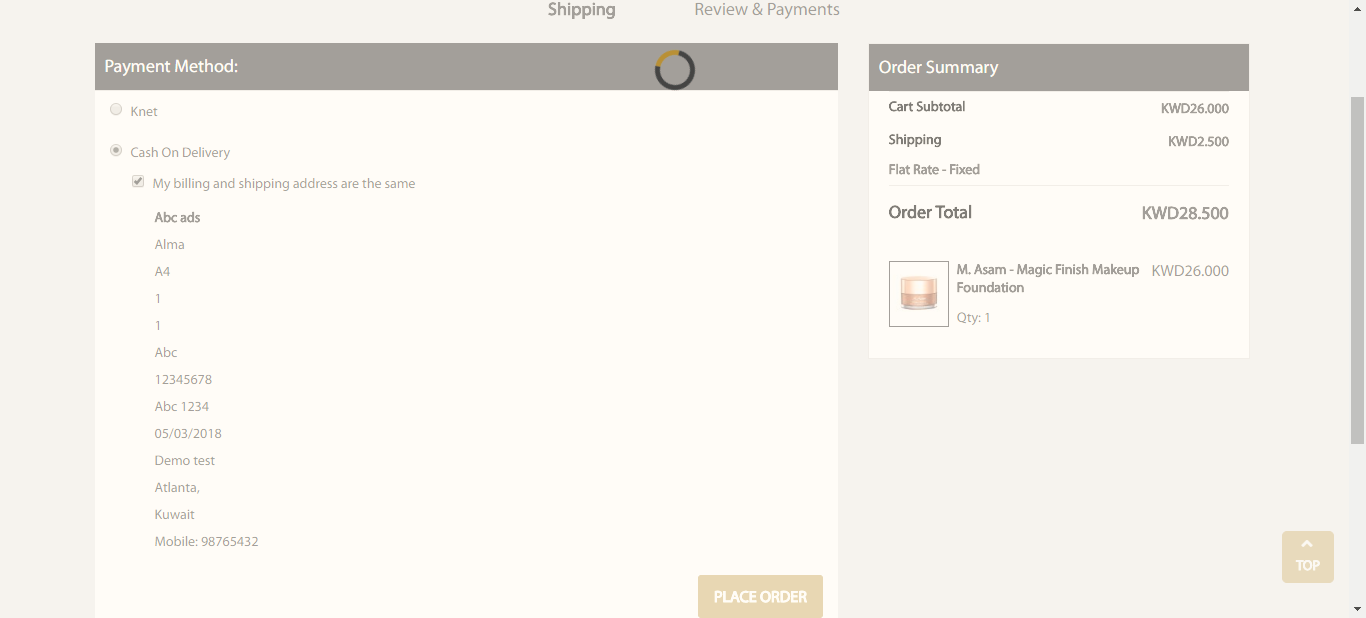 Shipping
Review & Payments
Payment Method:
Knet
Cash On Delivery
My billing and shipping address are the same
Abc ads
Alma
A4
1
1
Abc
12345678
Abc 1234
05/03/2018
Demo test
Atlanta,
Kuwait
Mobile: 98765432
PLACE ORDER
Order Summary
Cart Subtotal KWD26.000
Shipping KWD2.500
Flat Rate - Fixed
Order Total KWD28.500
M. Asam - Magic Finish Makeup KWD26.000
Foundation
Qty: 1
TOP